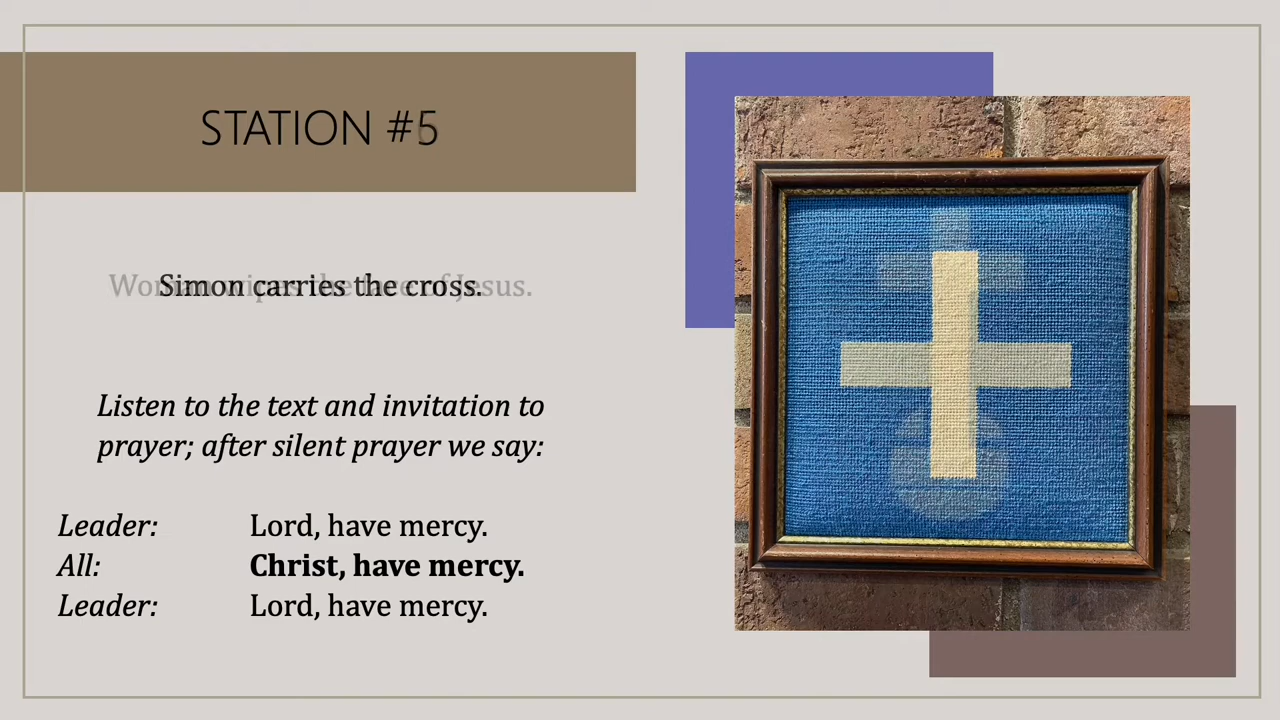 STATION #5
Simon carries the cross.
Listen to the text and invitation to
prayer; after silent prayer we say:
Leader: Lord, have mercy.
All: Christ, have mercy.
Leader: Lord, have mercy.